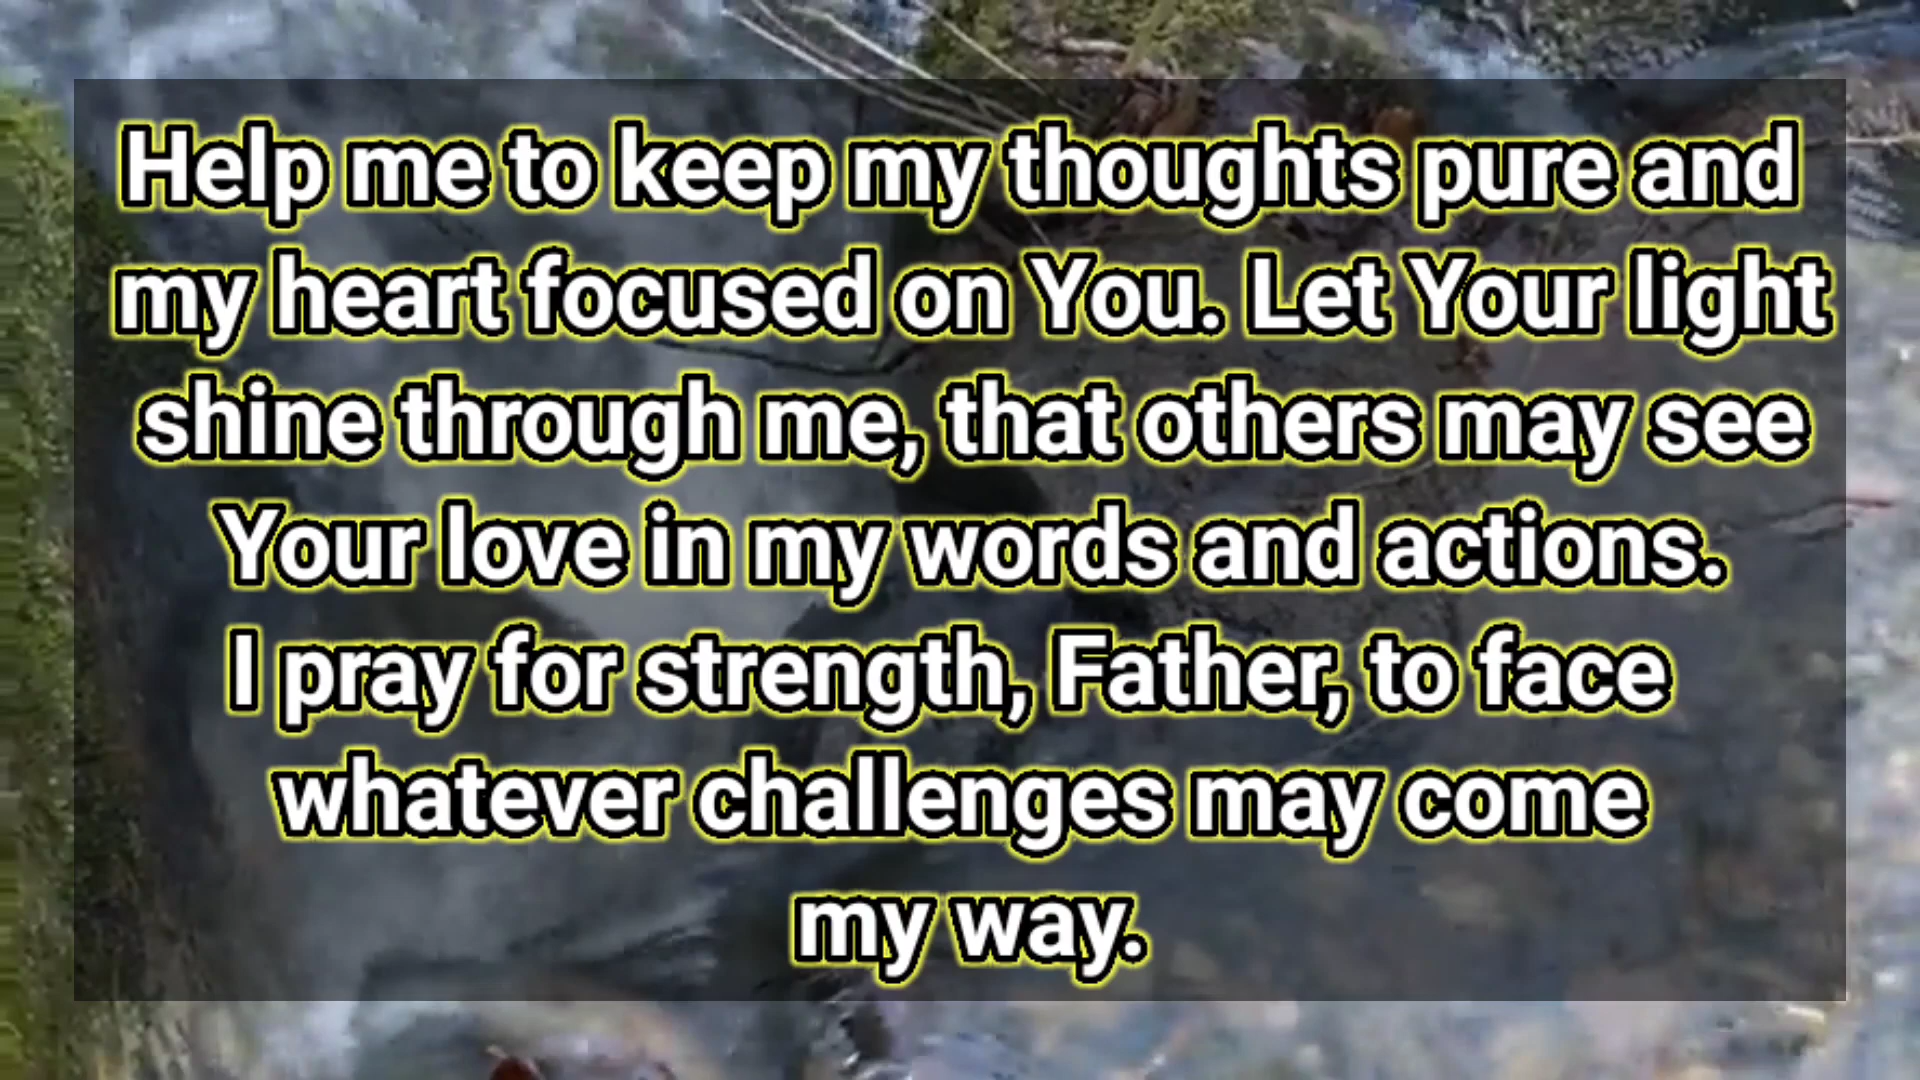 Help me to keep my thoughts pure and
my heart focused on You. Let Your light
shine through me, that others may see
Your love in my words and actions.
I pray for strength, Father, to face
whatever challenges may come
my way.